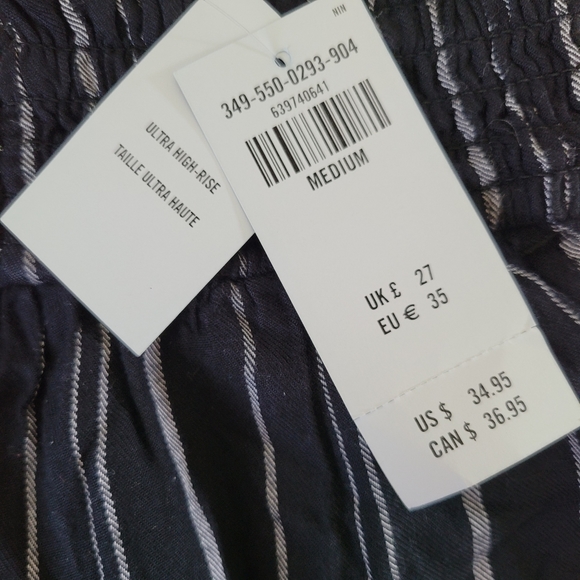 ULTRA HIGH-RISE
TAILLE ULTRA HAUTE
349-550-0293-904
639740641
MEDIUM
UK £ 27
EU € 35
US $ 34.95
CAN $ 36.95